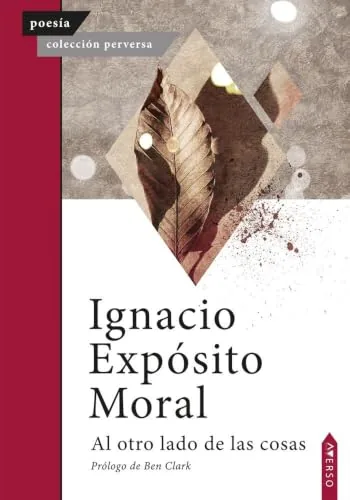 poesía
colección perversa
Ignacio
Expósito
Moral
Al otro lado de las cosas
Prólogo de Ben Clark
AVERSO